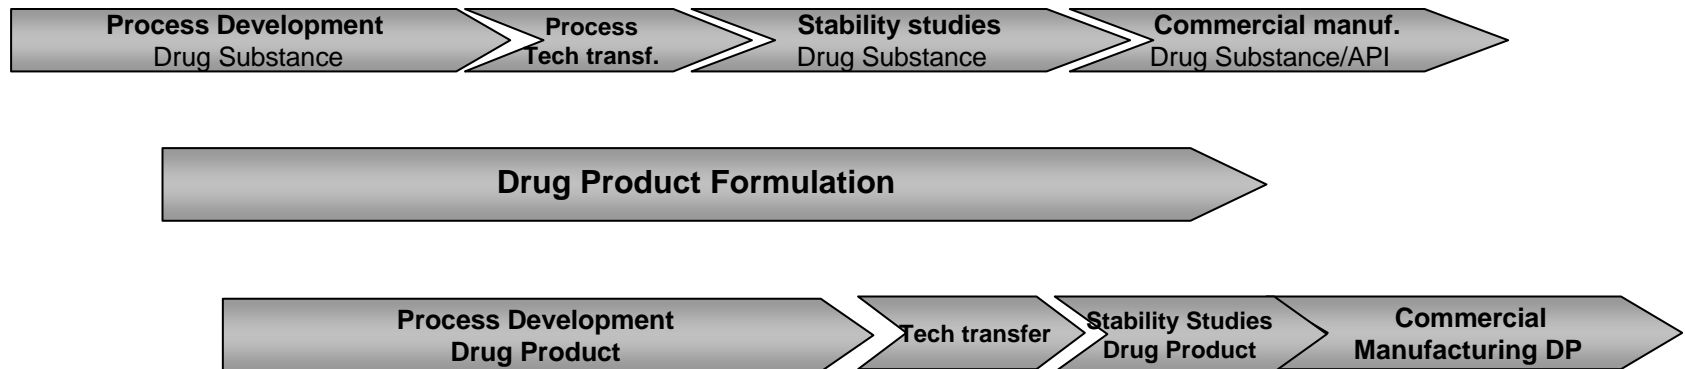 Process Development
Drug Substance
Process
Tech transf.
Stability studies
Drug Substance
Commercial manuf.
Drug Substance/API
Drug Product Formulation
Process Development
Drug Product
Tech transfer
Stability Studies
Drug Product
Commercial
Manufacturing DP